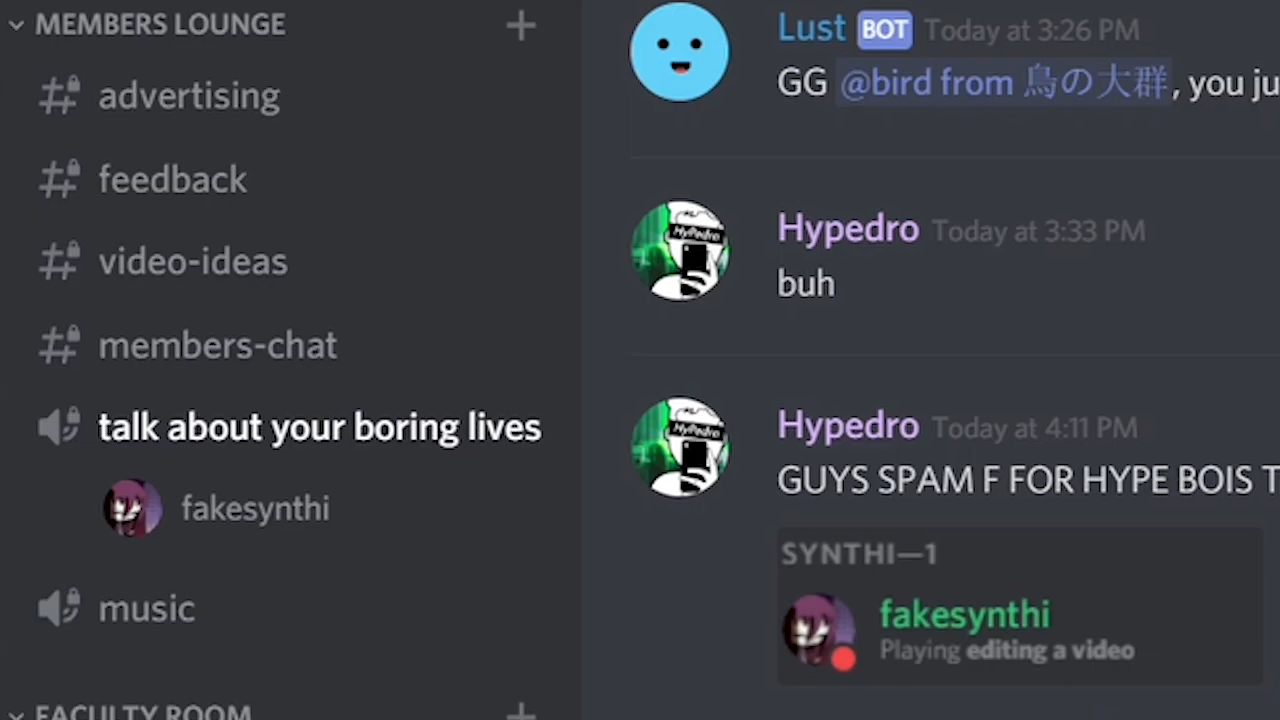 MEMBERS LOUNGE
advertising
feedback
video-ideas
members-chat
talk about your boring lives
fakesynthi
music
FACULTY ROOM
Lust BOT Today at 3:26 PM
GG @bird from 鳥の大群, you ju
Hypedro Today at 3:33 PM
buh
Hypedro Today at 4:11 PM
GUYS SPAM F FOR HYPE BOIS T
SYNTHI—1
fakesynthi
Playing editing a video
HyPedro
HyPedro